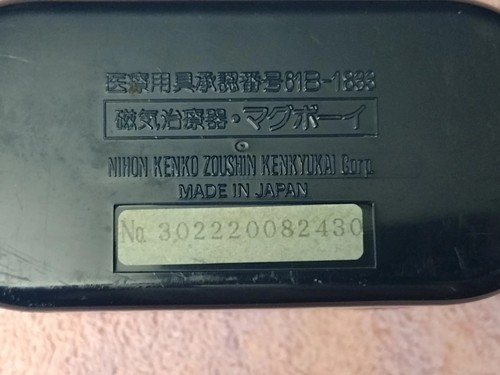 医療用具承認番号61B-1333
磁気治療器・マグボーイ
NIHON KENKO ZOUSHIN KENKYUKAI Corp.
MADE IN JAPAN
No. 302220082430